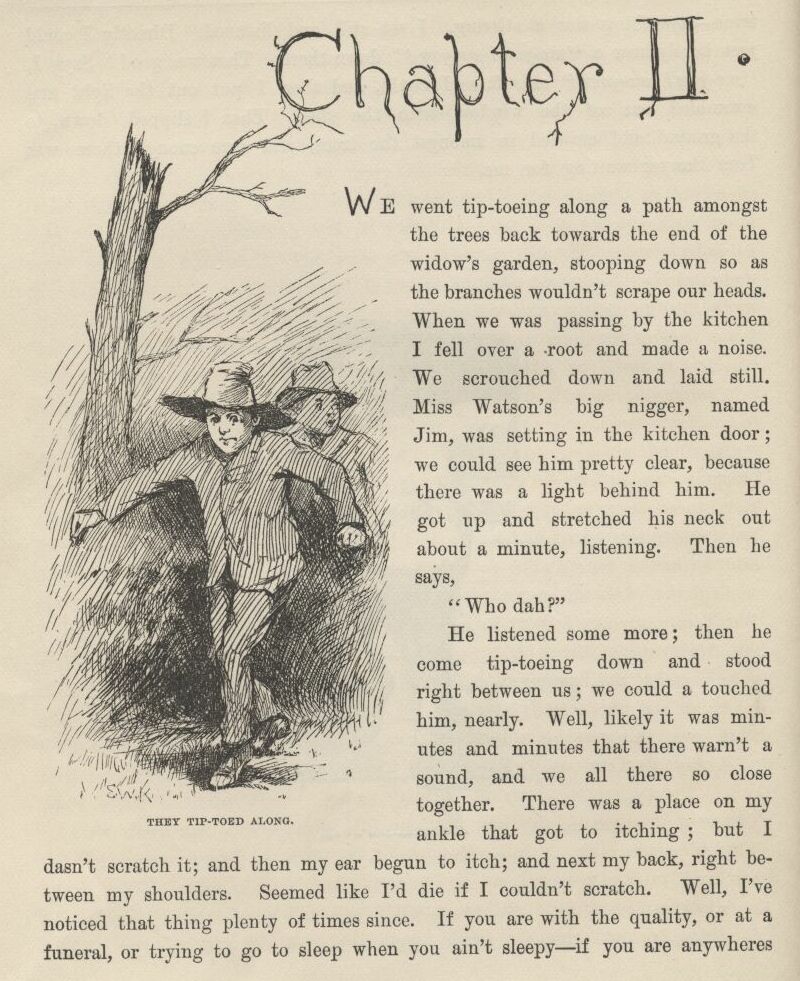 Chapter II.
WE went tip-toeing along a path amongst
the trees back towards the end of the
widow's garden, stooping down so as
the branches wouldn't scrape our heads.
When we was passing by the kitchen
I fell over a root and made a noise.
We scrouched down and laid still.
Miss Watson's big nigger, named
Jim, was setting in the kitchen door;
we could see him pretty clear, because
there was a light behind him. He
got up and stretched his neck out
about a minute, listening. Then he
says,
"Who dah?"
He listened some more; then he
come tip-toeing down and stood
right between us; we could a touched
him, nearly. Well, likely it was min-
utes and minutes that there warn't a
sound, and we all there so close
together. There was a place on my
ankle that got to itching; but I
dasn't scratch it; and then my ear begun to itch; and next my back, right be-
tween my shoulders. Seemed like I'd die if I couldn't scratch. Well, I've
noticed that thing plenty of times since. If you are with the quality, or at a
funeral, or trying to go to sleep when you ain't sleepy—if you are anywheres
E.W.K.
THEY TIP-TOED ALONG.